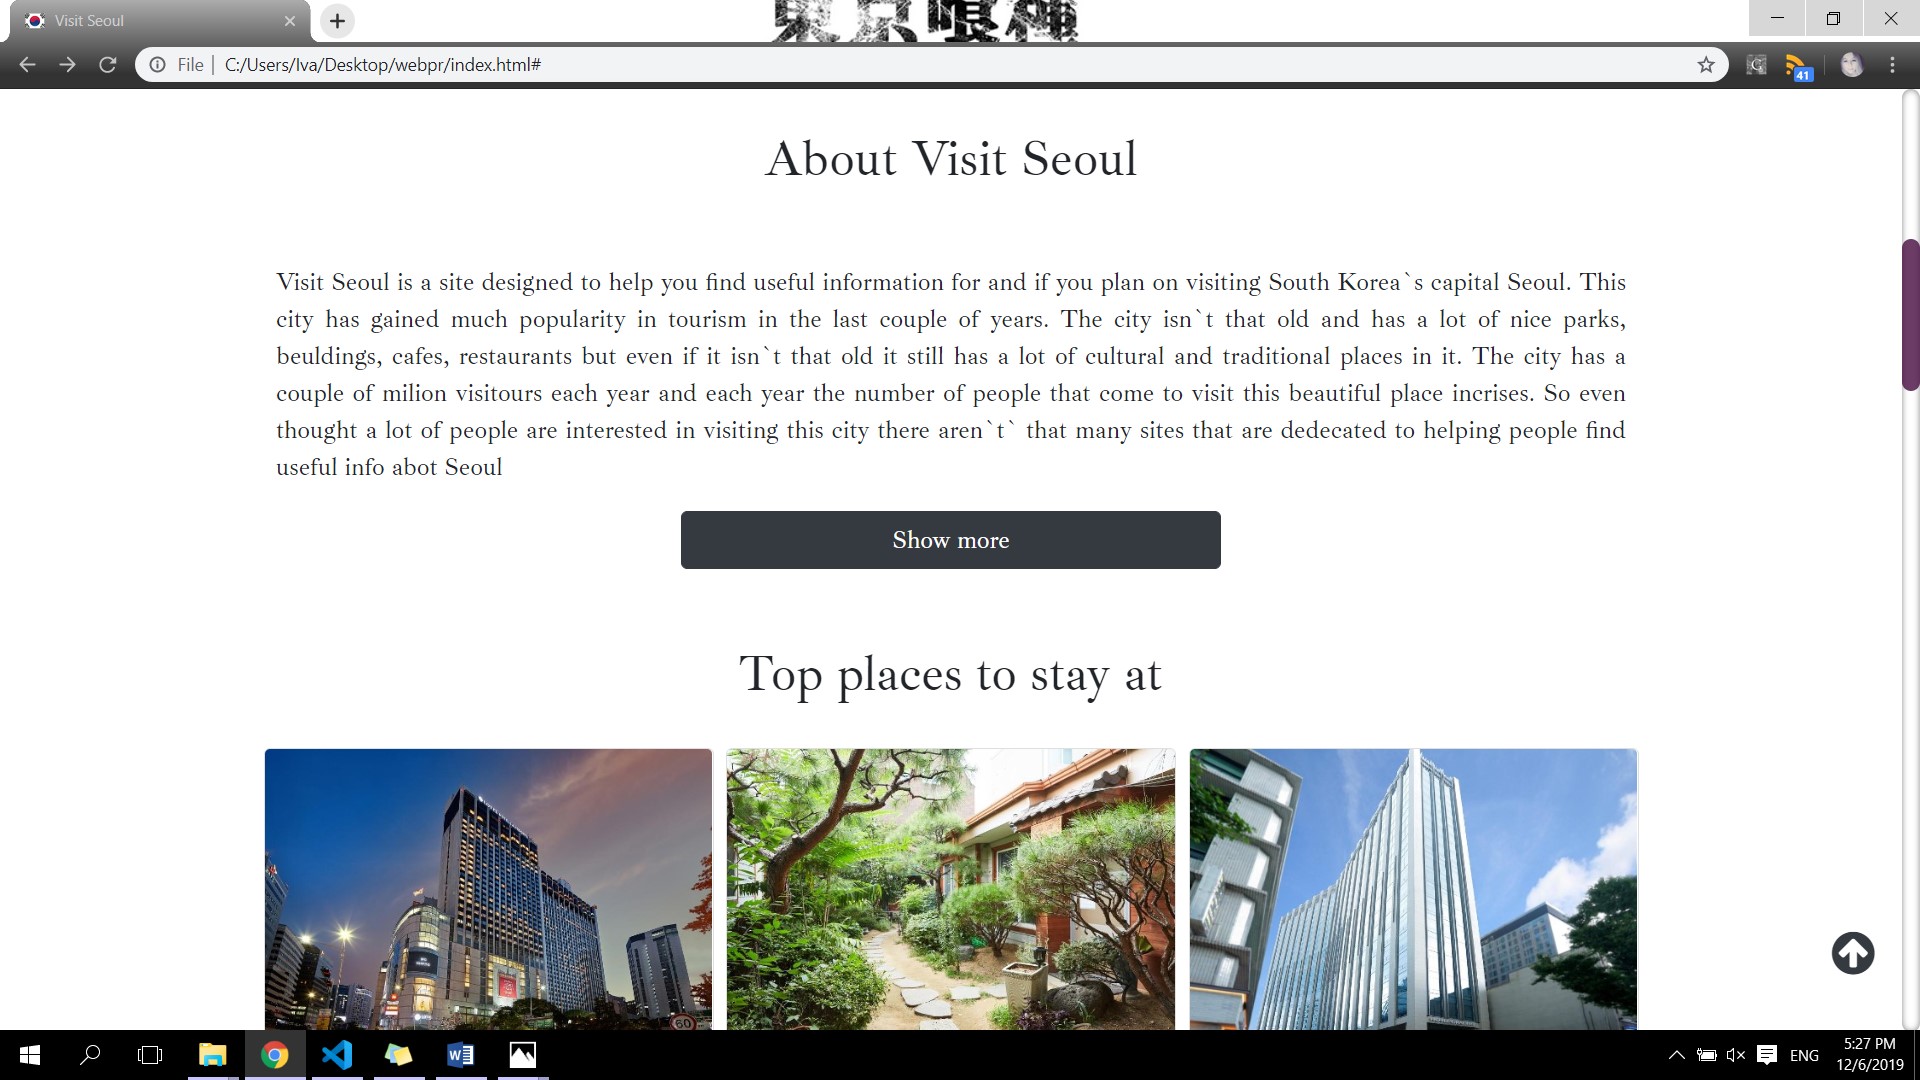 東京喰種
Visit Seoul
File
C:/Users/Iva/Desktop/webpr/index.html#
41
About Visit Seoul
Visit Seoul is a site designed to help you find useful information for and if you plan on visiting South Korea`s capital Seoul. This
city has gained much popularity in tourism in the last couple of years. The city isn`t that old and has a lot of nice parks,
beuldings, cafes, restaurants but even if it isn`t that old it still has a lot of cultural and traditional places in it. The city has a
couple of milion visitours each year and each year the number of people that come to visit this beautiful place incrises. So even
thought a lot of people are interested in visiting this city there aren`t` that many sites that are dedecated to helping people find
useful info abot Seoul
Show more
Top places to stay at
60
ENG
5:27 PM
12/6/2019